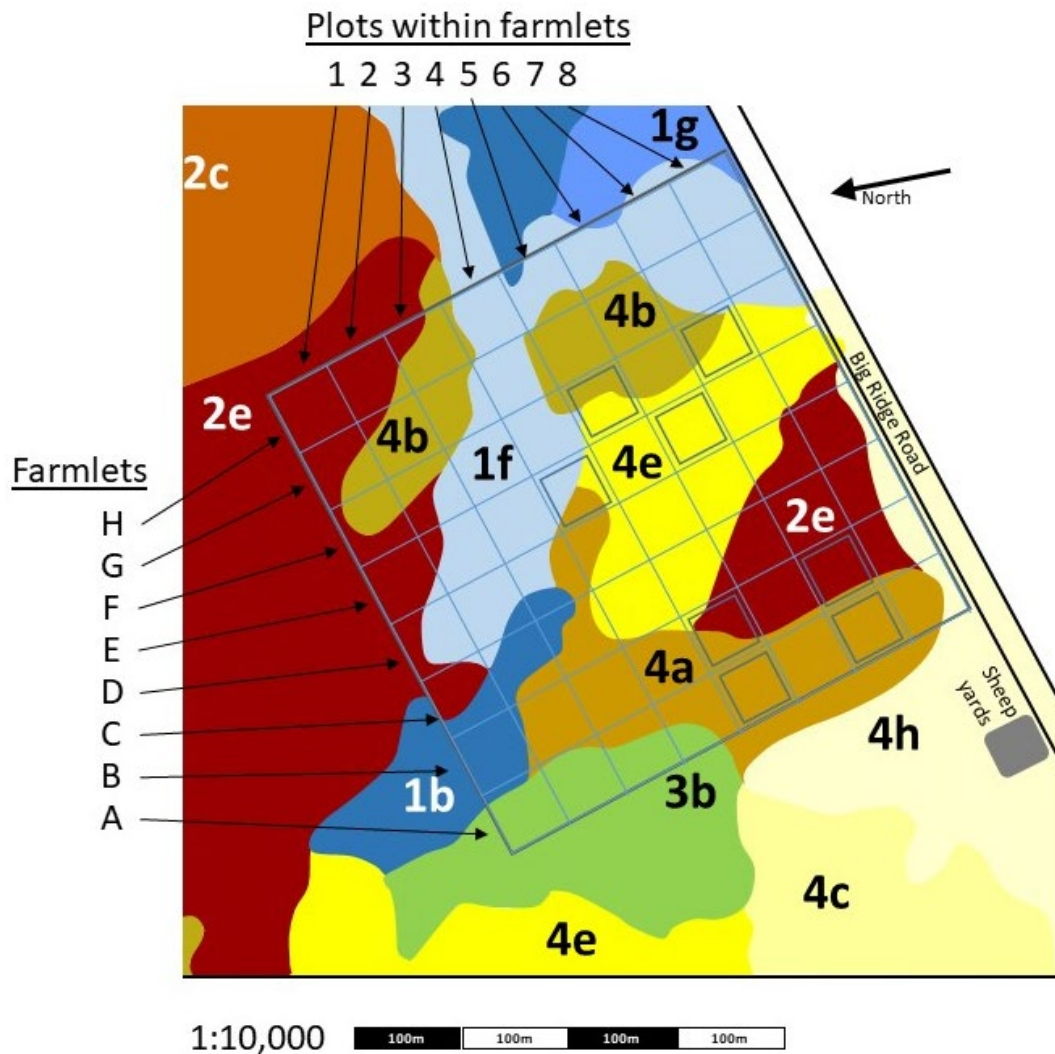 Plots within farmlets
1 2 3 4 5 6 7 8
1g
2c
North
4b
2e
4b
Big Ridge Road
Farmlets
1f
4e
2e
H
G
F
E
D
C
B
A
4a
Sheep
yards
4h
1b
3b
4c
4e
1:10,000
100m 100m 100m 100m